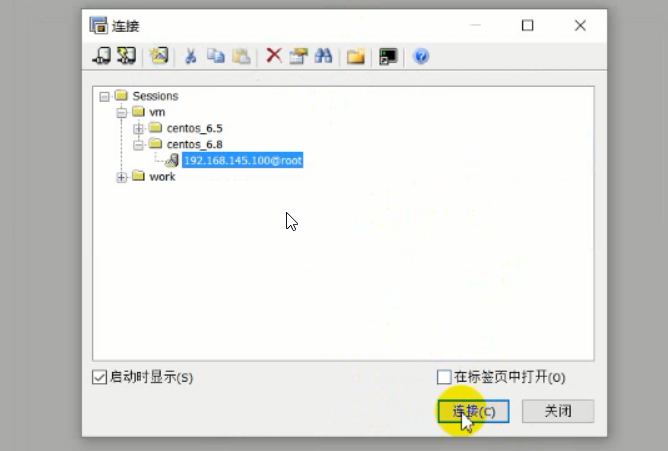 连接
Sessions
vm
centos_6.5
centos_6.8
192.168.145.100@root
work
启动时显示(S)
在标签页中打开(O)
连接(C)
关闭